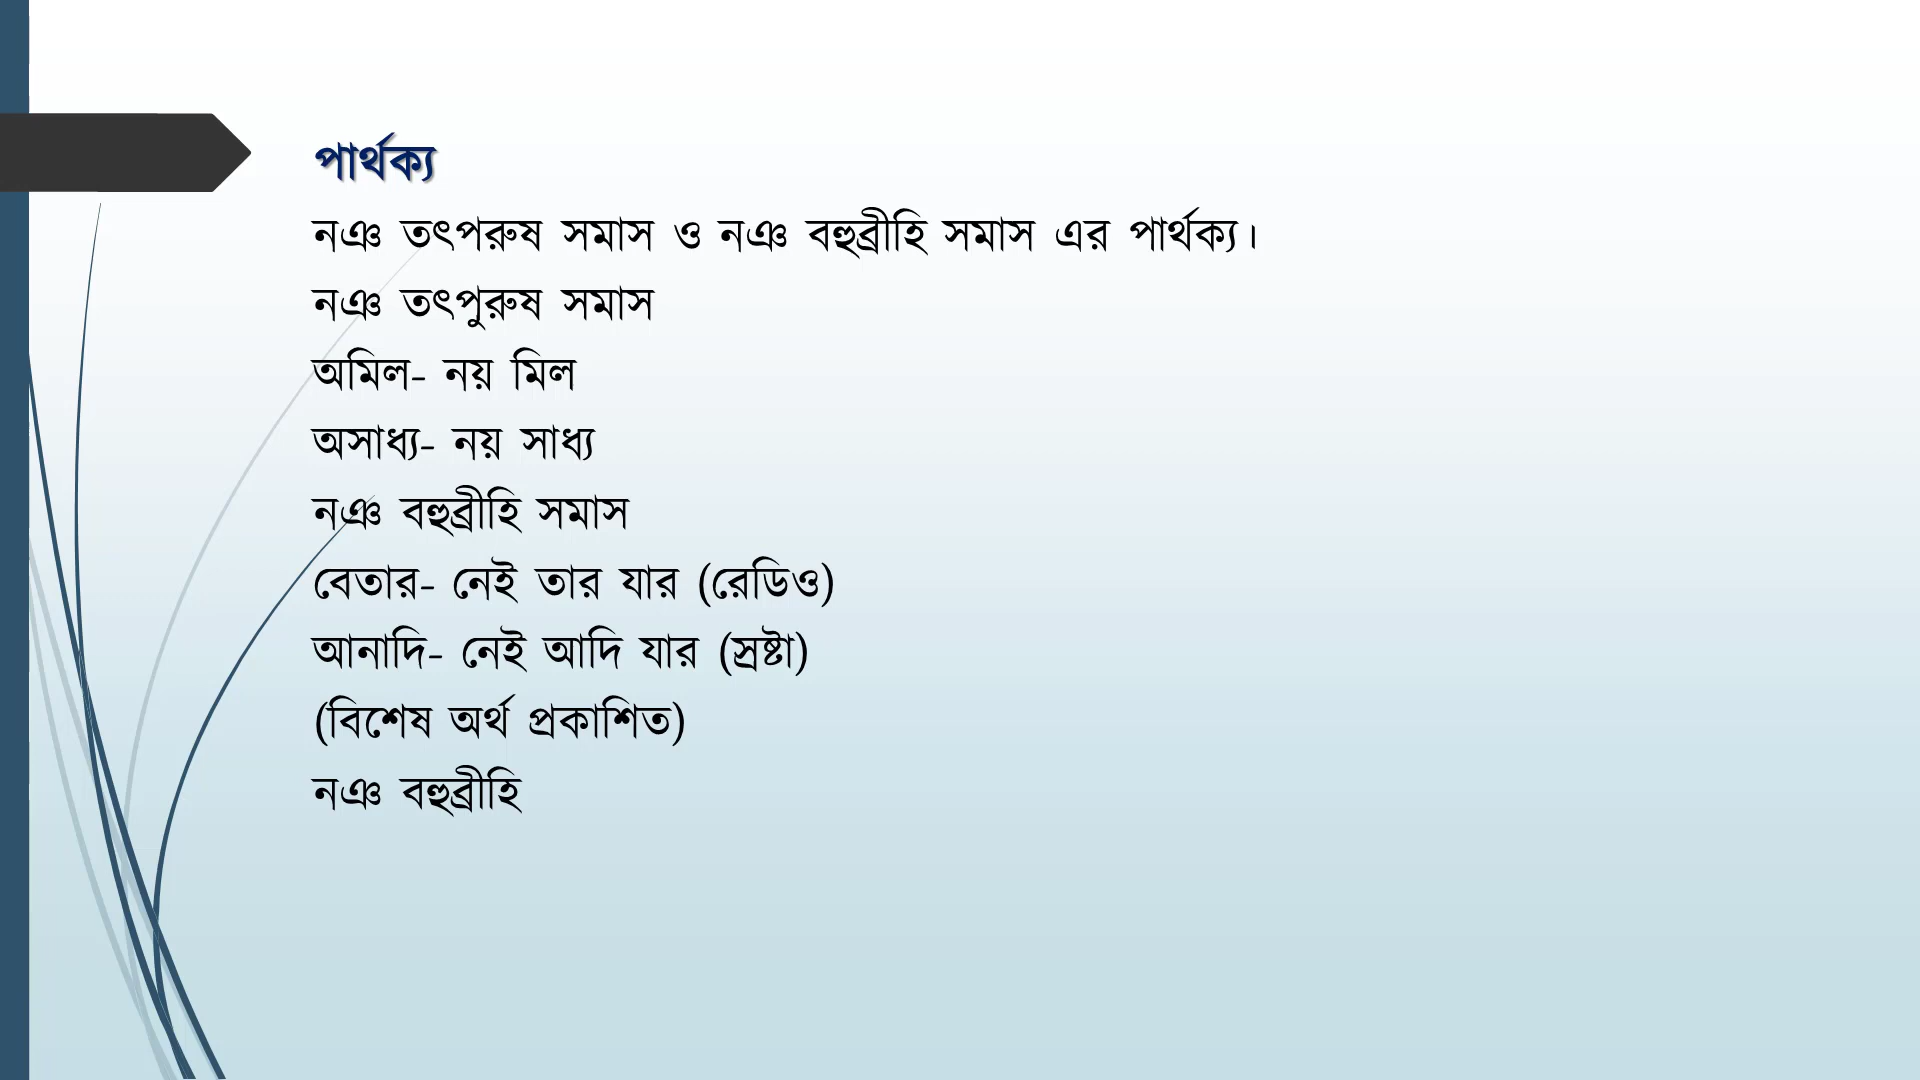 পার্থক্য
নঞ তৎপরুষ সমাস ও নঞ বহুব্রীহি সমাস এর পার্থক্য।
নঞ তৎপুরুষ সমাস
অমিল- নয় মিল
অসাধ্য- নয় সাধ্য
নঞ বহুব্রীহি সমাস
বেতার- নেই তার যার (রেডিও)
আনাদি- নেই আদি যার (স্রষ্টা)
(বিশেষ অর্থ প্রকাশিত)
নঞ বহুব্রীহি